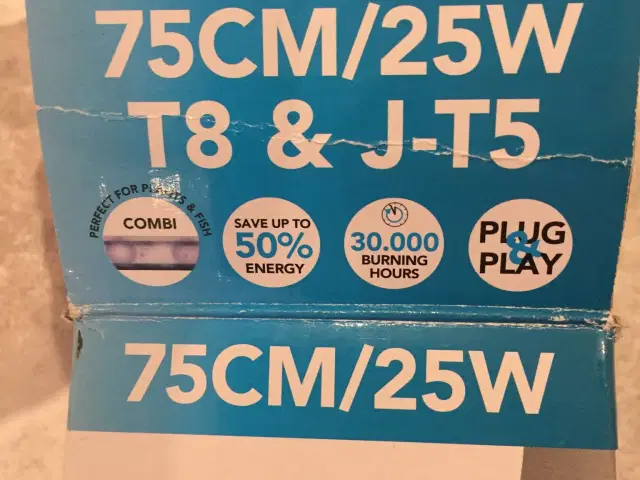 75CM/25W
T8 & J-T5
PERFECT FOR PLANTS & FISH
COMBI
SAVE UP TO
50%
ENERGY
30.000
BURNING
HOURS
PLUG
&
PLAY
75CM/25W